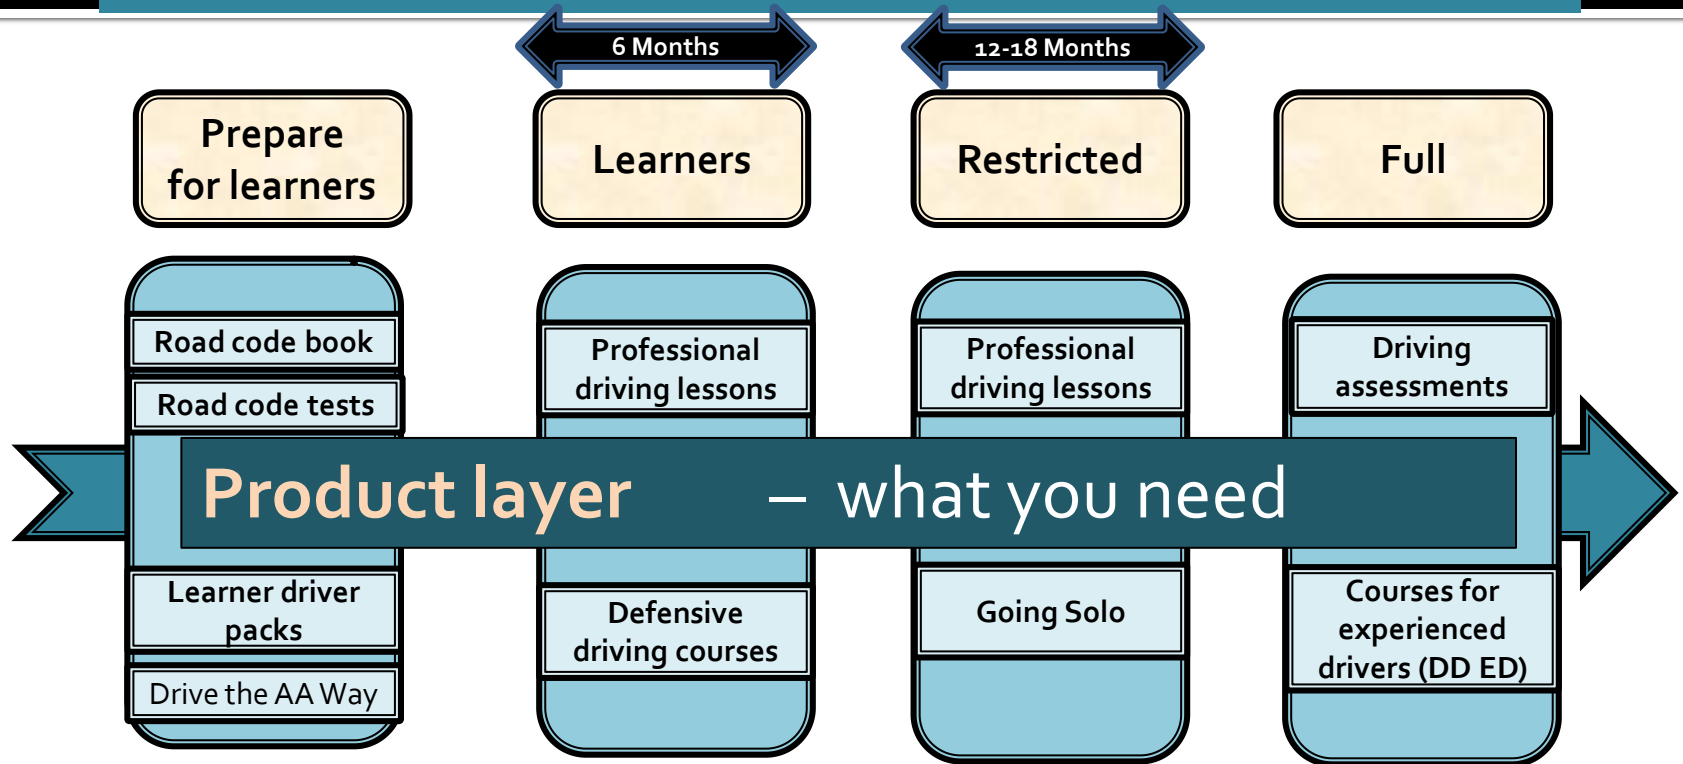 6 Months
12-18 Months
Prepare
for learners
Learners
Restricted
Full
Road code book
Road code tests
Professional
driving lessons
Professional
driving lessons
Driving
assessments
Product layer – what you need
Learner driver
packs
Drive the AA Way
Defensive
driving courses
Going Solo
Courses for
experienced
drivers (DD ED)